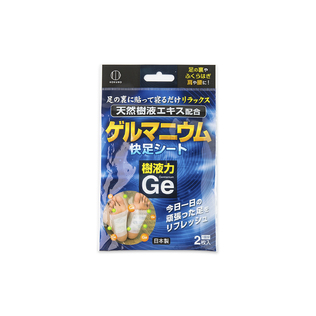 足の裏や
ふくらはぎ
肩や腰に！
足の裏に貼って寝るだけリラックス
天然樹液エキス配合
ゲルマニウム
快足シート
樹液力
Ge
今日一日の
頑張った足を
リフレッシュ
日本製
2枚入